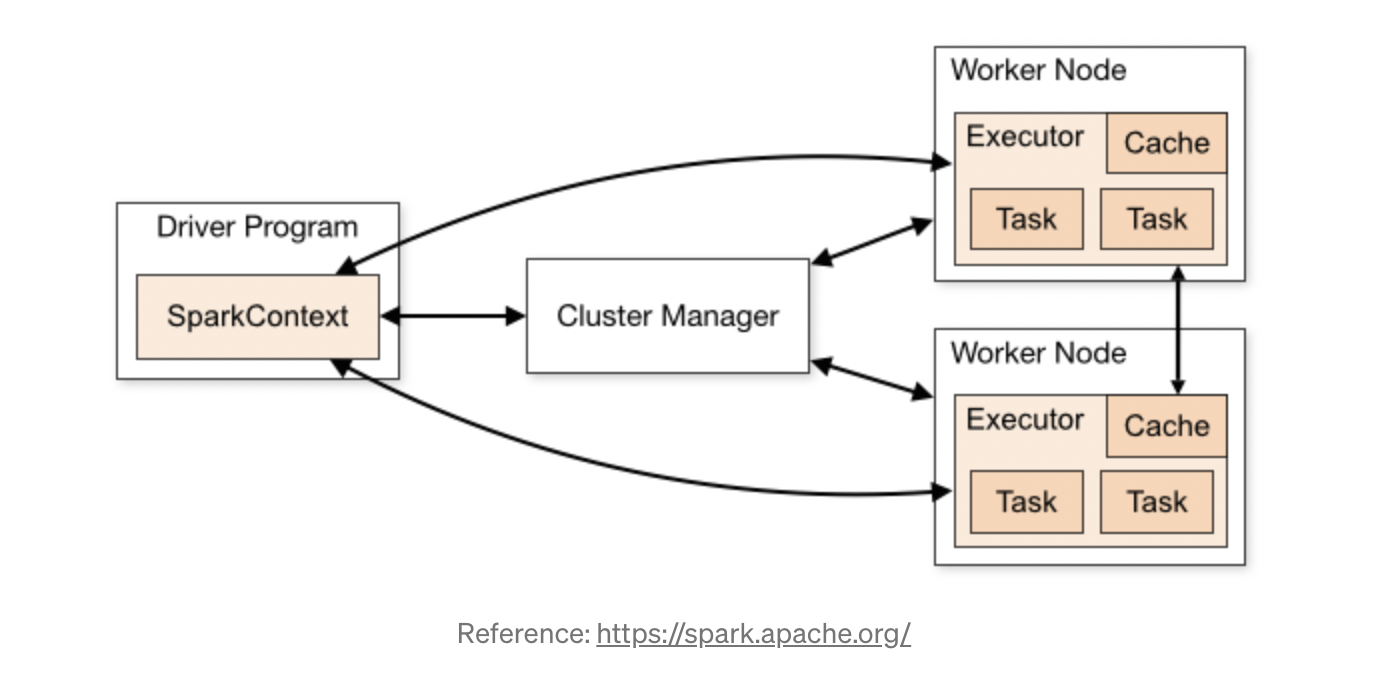 Driver Program
SparkContext
Cluster Manager
Worker Node
Executor
Cache
Task
Task
Worker Node
Executor
Cache
Task
Task
Reference: https://spark.apache.org/